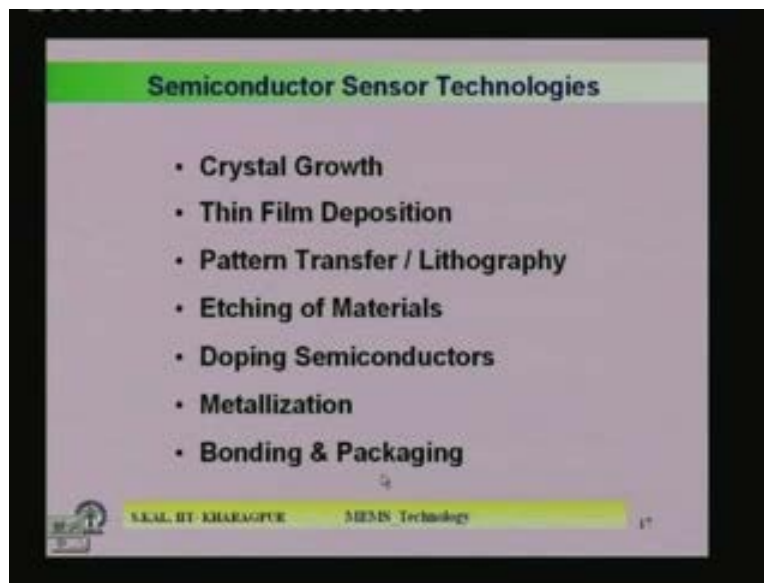 Semiconductor Sensor Technologies
• Crystal Growth
• Thin Film Deposition
• Pattern Transfer / Lithography
• Etching of Materials
• Doping Semiconductors
• Metallization
• Bonding & Packaging
S.KAL, IIT- KHARAGPUR MEMS Technology 17